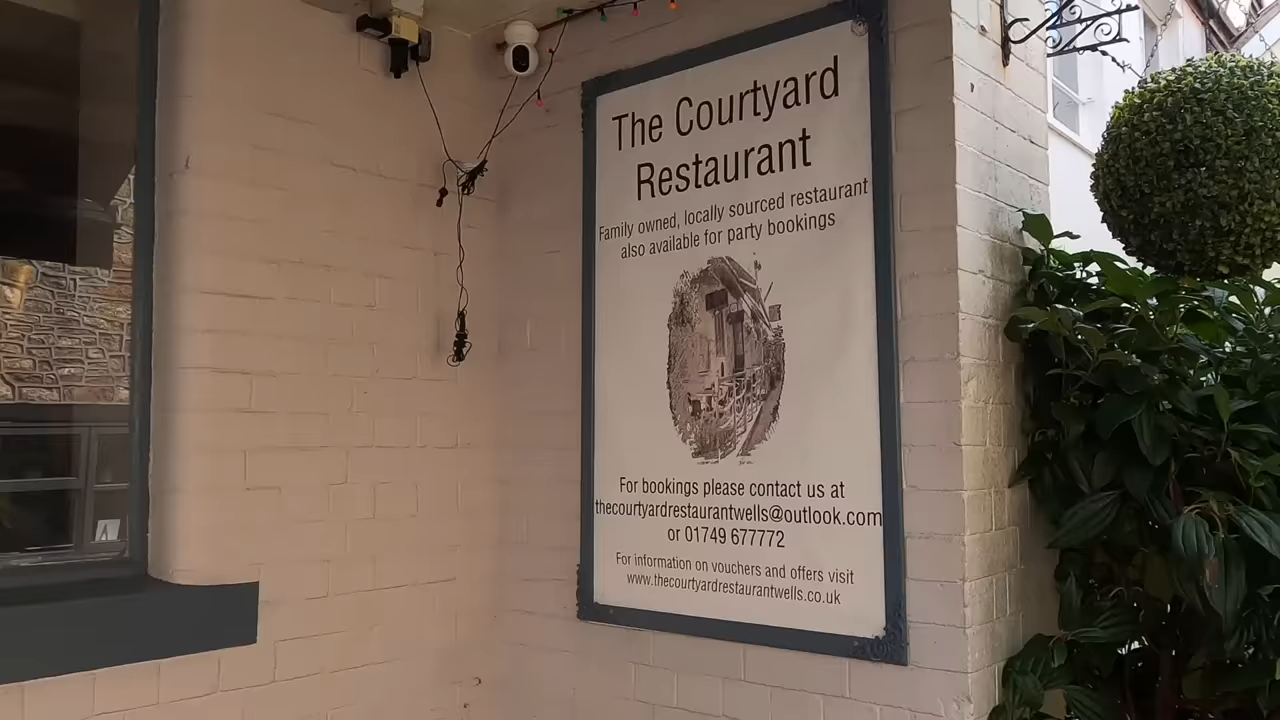 The Courtyard
Restaurant
Family owned, locally sourced restaurant
also available for party bookings
For bookings please contact us at
thecourtyardrestaurantwells@outlook.com
or 01749 677772
For information on vouchers and offers visit
www.thecourtyardrestaurantwells.co.uk